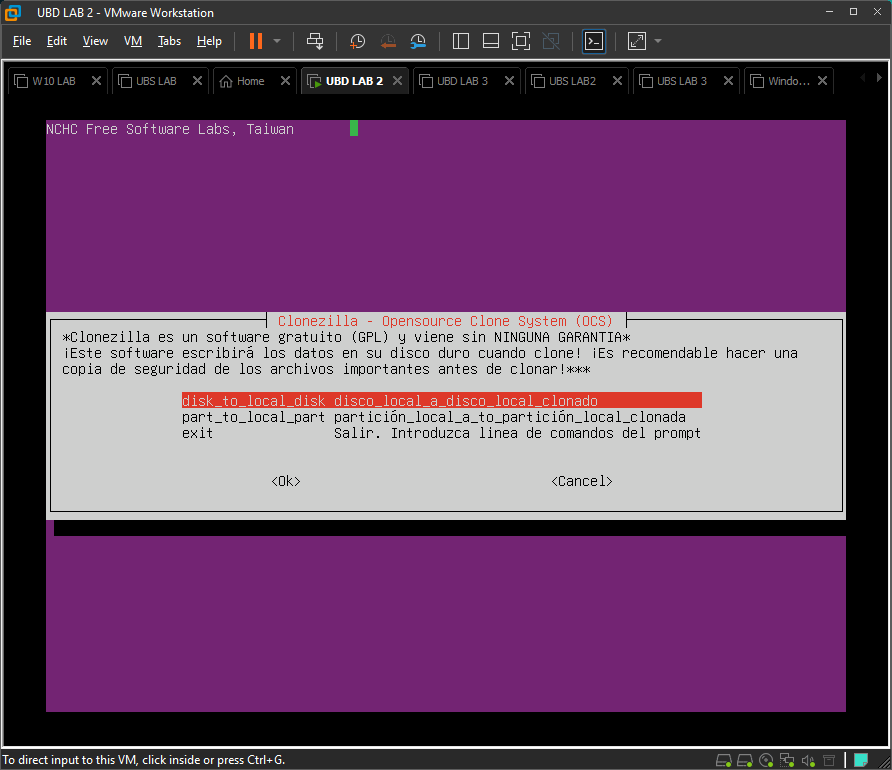 UBD LAB 2 - VMware Workstation
File Edit View VM Tabs Help
W10 LAB UBS LAB Home UBD LAB 2 UBD LAB 3 UBS LAB2 UBS LAB 3 Windo...
NCHC Free Software Labs, Taiwan
Clonezilla - Opensource Clone System (OCS)
*Clonezilla es un software gratuito (GPL) y viene sin NINGUNA GARANTIA*
¡Este software escribirá los datos en su disco duro cuando clone! ¡Es recomendable hacer una
copia de seguridad de los archivos importantes antes de clonar!***
disk_to_local_disk disco_local_a_disco_local_clonado
part_to_local_part partición_local_a_to_partición_local_clonada
exit Salir. Introduzca linea de comandos del prompt
<Ok> <Cancel>
To direct input to this VM, click inside or press Ctrl+G.